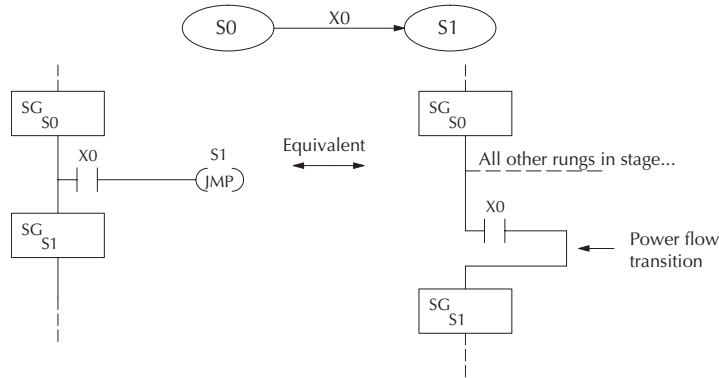 S0
X0
S1
SG
S0
X0
S1
JMP
SG
S1
Equivalent
SG
S0
All other rungs in stage...
X0
Power flow
transition
SG
S1